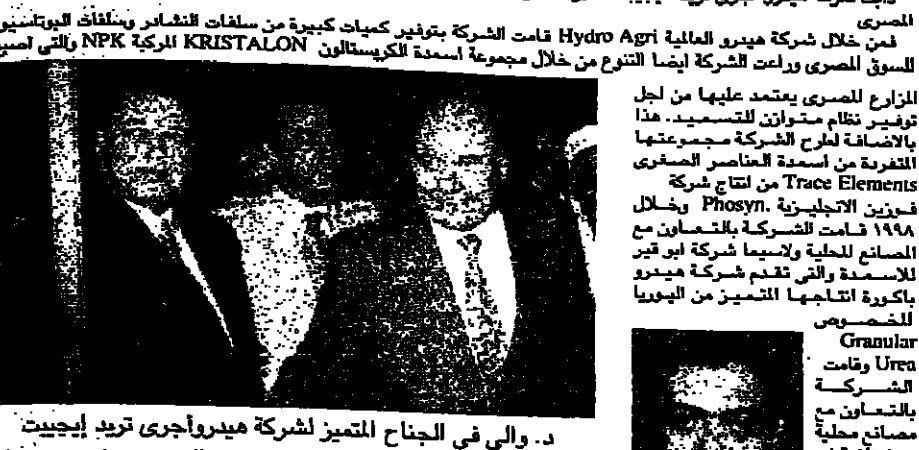 المصرى
فمن خلال شركة هيدرو العالمية Hydro Agri قامت الشركة بتوفير كميات كبيرة من سلفات النشادر وسلفات البوتاسيوم
للسوق المصرى وراعت الشركة ايضا التنوع من خلال مجموعة اسمدة الكريستالون KRISTALON المركبة NPK والتى
المزارع المصرى يعتمد عليها من اجل
توفير نظام متوازن للتسميد. هذا
بالاضافة لطرح الشركة مجموعتها
المتفردة من اسمدة العناصر الصغرى
Trace Elements من انتاج شركة
فوزين الانجليزية Phosyn. وخلال
١٩٩٨ قامت الشركة بالتعاون مع
المصانع المحلية ولاسيما شركة ابو قير
للاسمدة والتى تقدم شركة هيدرو
باكورة انتاجها المتميز من اليوريا
للخصوص
Granular
Urea وقامت
الشركة
بالتعاون مع
مصانع محلية
د. والى فى الجناح المتميز لشركة هيدروأجرى تريد إيجيبت